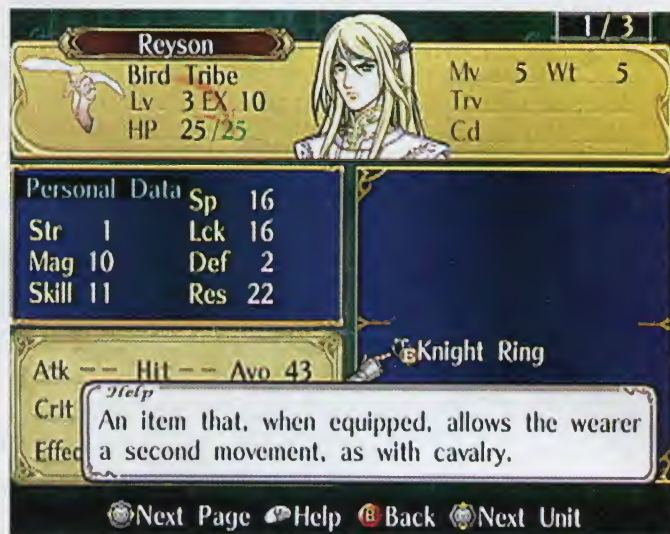 1/3
Reyson
Bird Tribe
Lv 3 EX 10
HP 25/25
Mv 5 Wt 5
Trv
Cd
Personal Data
Sp 16
Str 1 Lck 16
Mag 10 Def 2
Skill 11 Res 22
E Knight Ring
Atk -- Hit -- Avo 43
Crit
Effec
Help
An item that, when equipped, allows the wearer
a second movement, as with cavalry.
Next Page Help B Back Next Unit